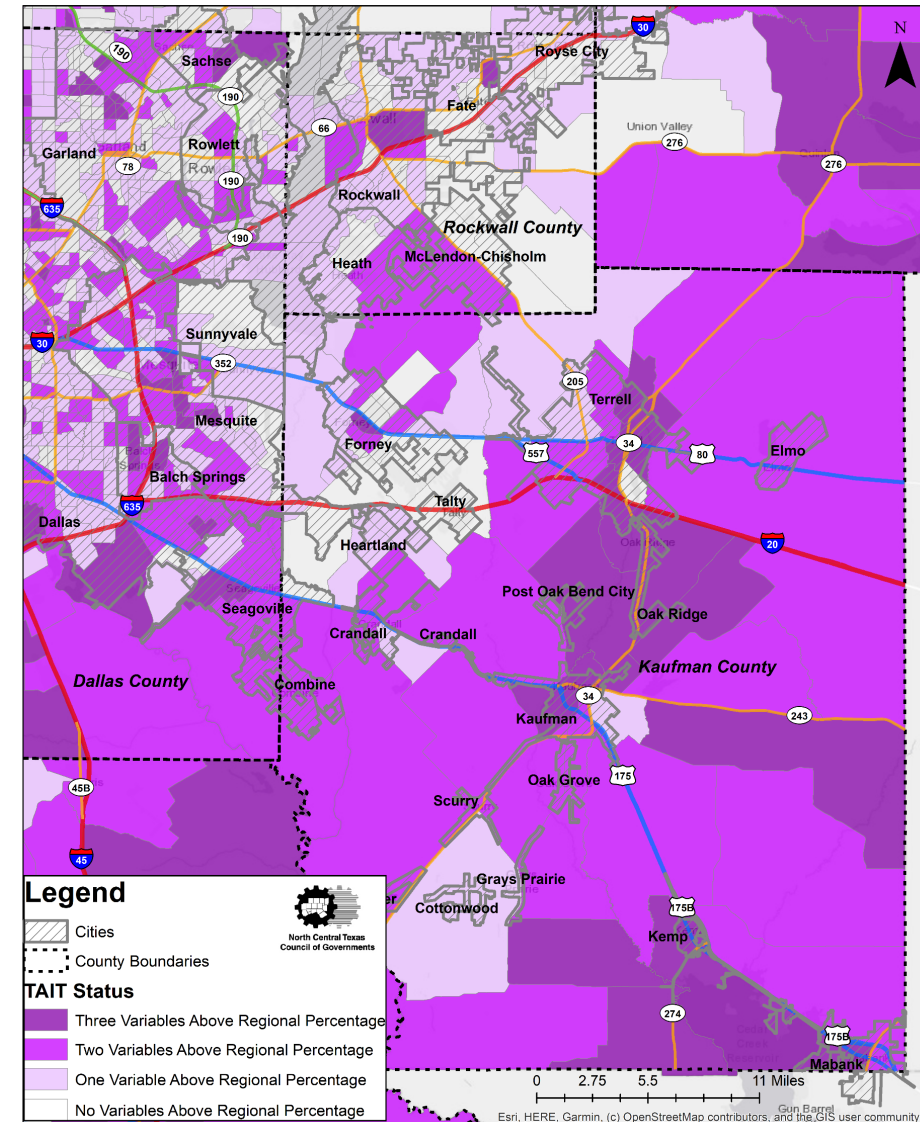 30
N
190
Sachse
Royse City
190
Fate
Union Valley
66
276
Garland
Rowlett
78
276
190
Rockwall
635
190
Rockwall County
McLendon-Chisholm
Heath
Sunnyvale
30
352
205
Terrell
Mesquite
Forney
34
Elmo
557
80
Balch Springs
635
Talty
Dallas
Heartland
20
Post Oak Bend City
Seagoville
Oak Ridge
Crandall
Crandall
Kaufman County
Dallas County
Combine
34
Kaufman
243
175
Oak Grove
45B
Scurry
45
Grays Prairie
Cottonwood
175B
Kemp
274
175B
Mabank
Gun Barrel
Legend
Cities
County Boundaries
North Central Texas
Council of Governments
TAIT Status
Three Variables Above Regional Percentage
Two Variables Above Regional Percentage
One Variable Above Regional Percentage
No Variables Above Regional Percentage
0 2.75 5.5 11 Miles
Esri, HERE, Garmin, (c) OpenStreetMap contributors, and the GIS user community